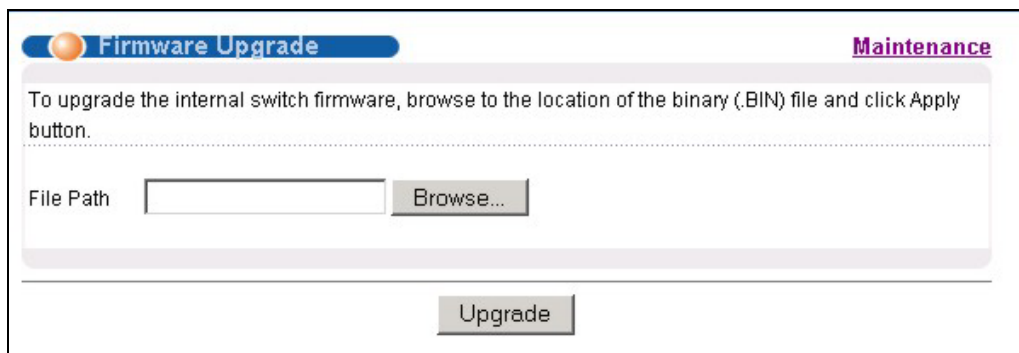 Firmware Upgrade
Maintenance
To upgrade the internal switch firmware, browse to the location of the binary (.BIN) file and click Apply
button.
File Path
Browse...
Upgrade